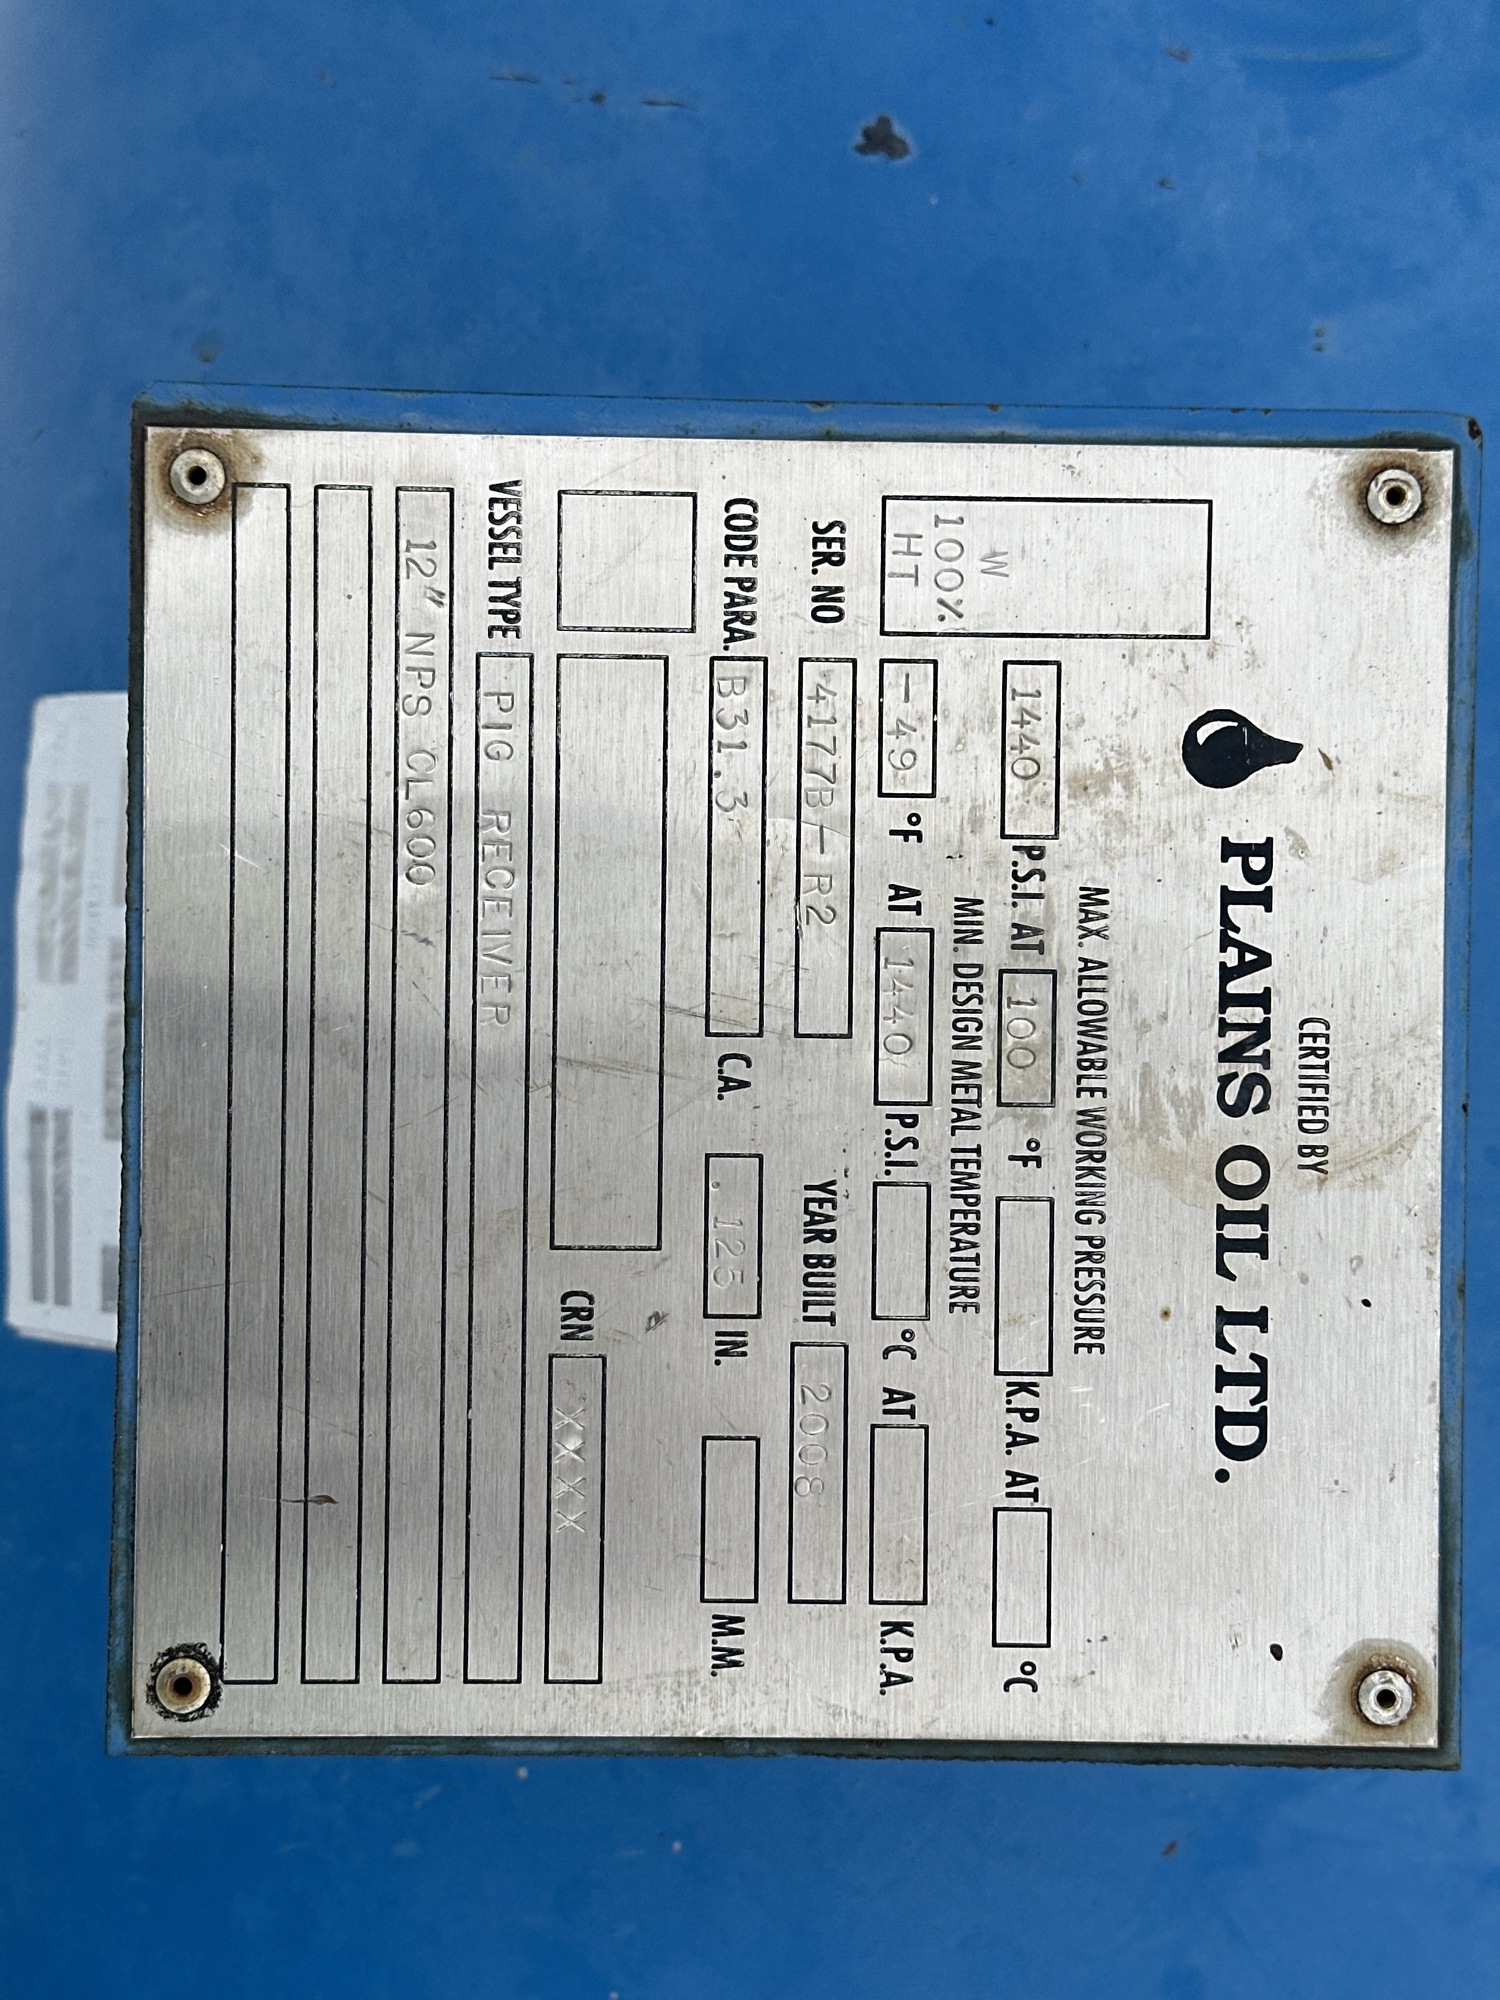 CERTIFIED BY
PLAINS OIL LTD.
MAX. ALLOWABLE WORKING PRESSURE
1440 P.S.I. AT 100 °F K.P.A. AT °C
MIN. DESIGN METAL TEMPERATURE
-49 °F AT 1440 P.S.I. °C AT K.P.A.
W
100%
HT
SER. NO 4177B-R2 YEAR BUILT 2008
CODE PARA. B31.3 C.A. .125 IN. M.M.
CRN XXXX
VESSEL TYPE PIG RECEIVER
12" NPS CL600